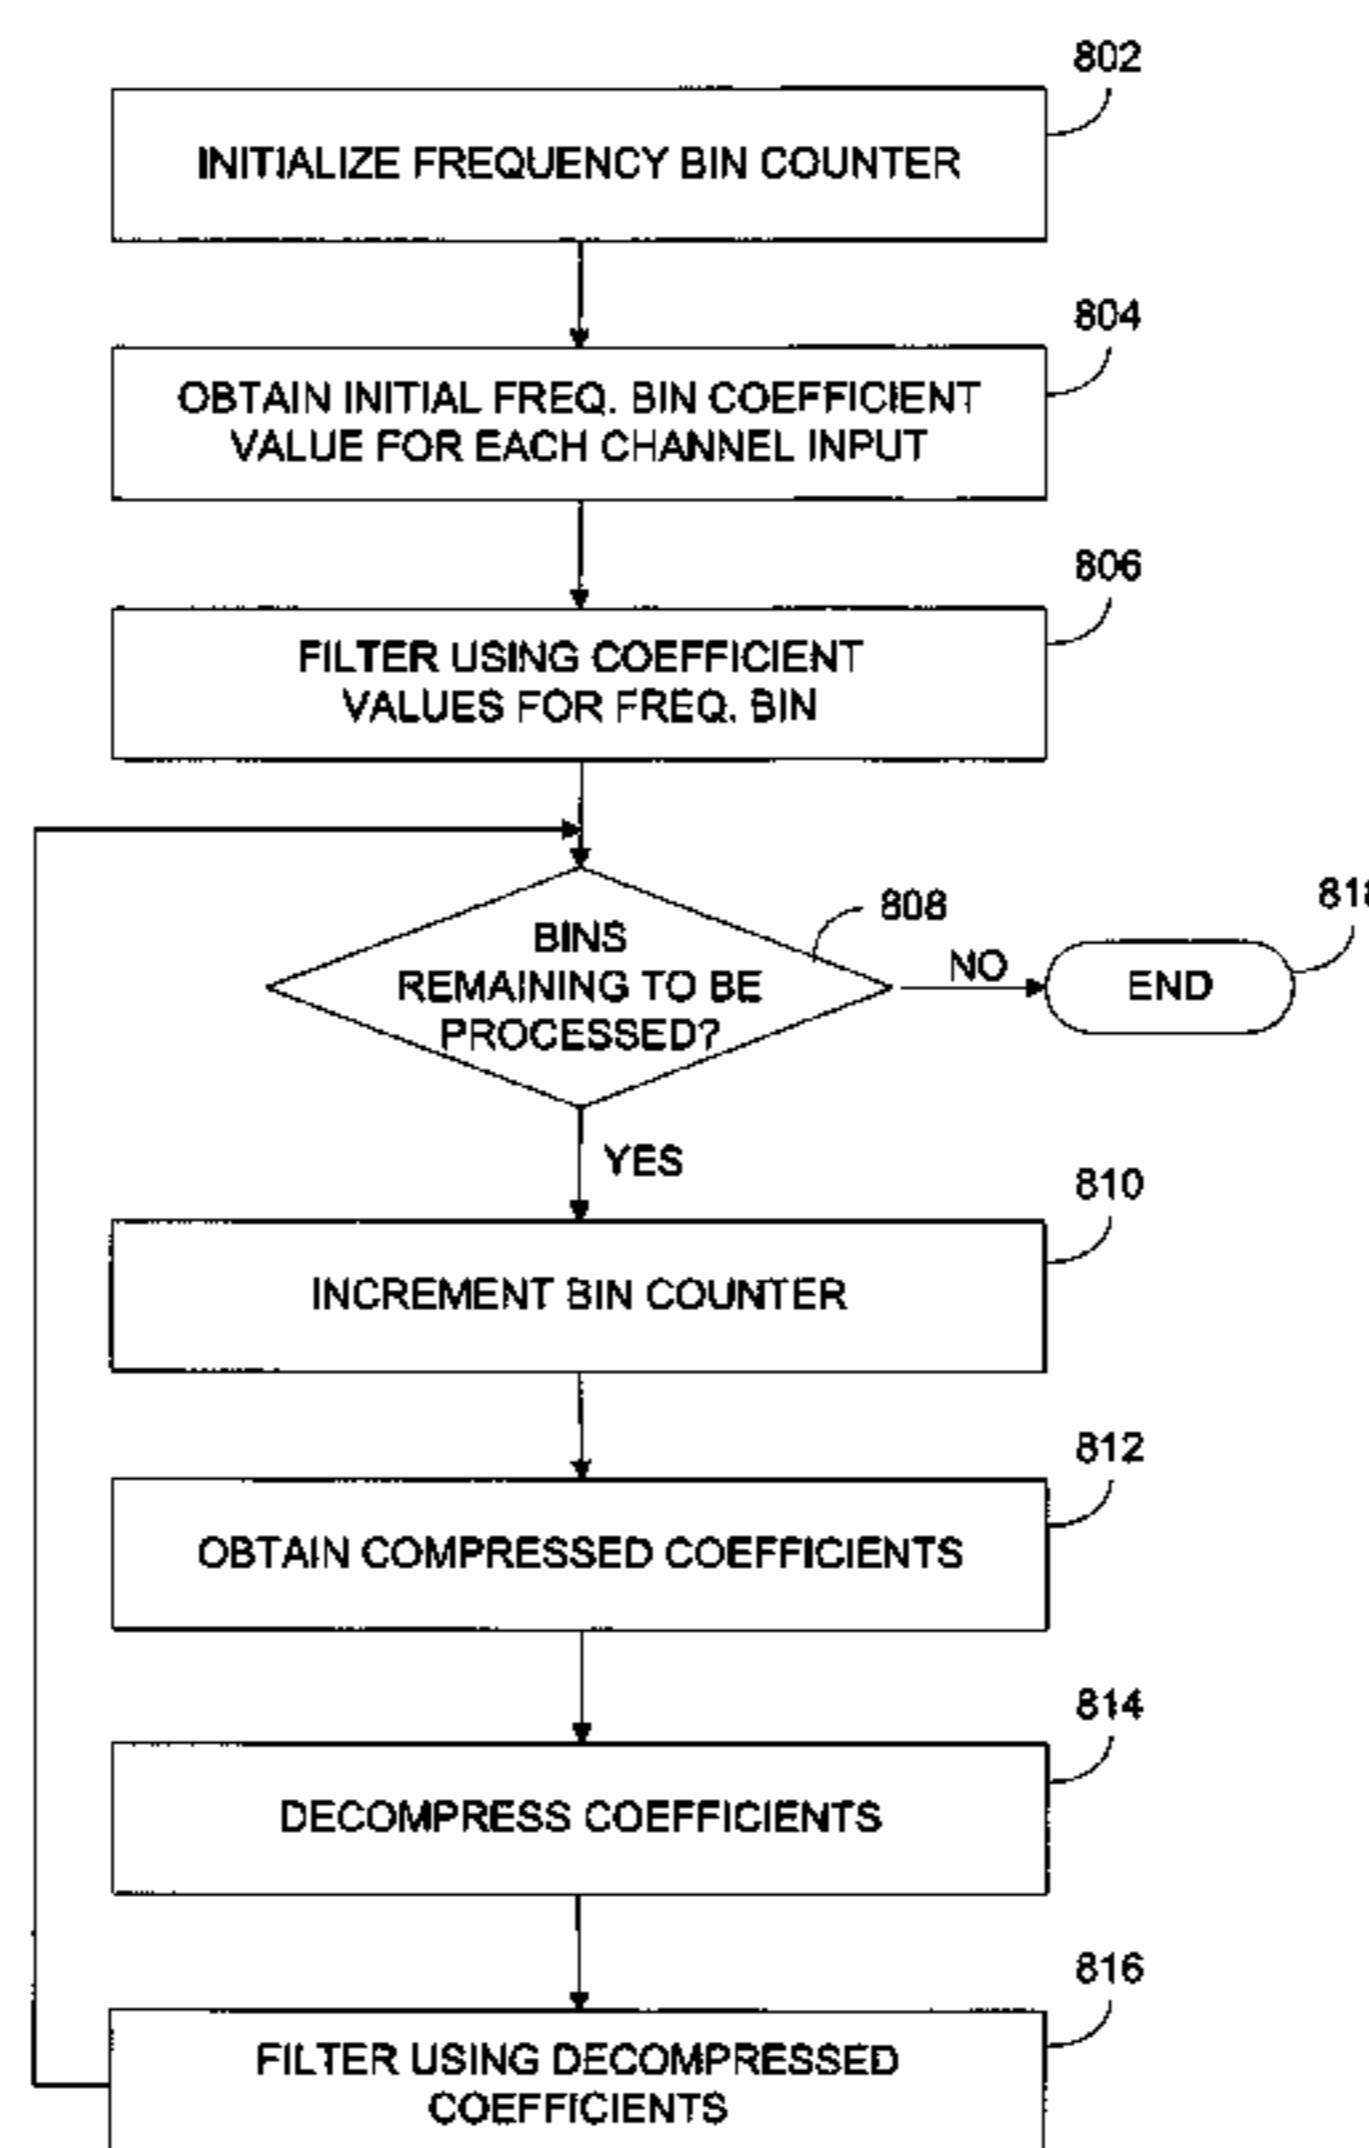 802
INITIALIZE FREQUENCY BIN COUNTER
804
OBTAIN INITIAL FREQ. BIN COEFFICIENT
VALUE FOR EACH CHANNEL INPUT
806
FILTER USING COEFFICIENT
VALUES FOR FREQ. BIN
808
BINS
REMAINING TO BE
PROCESSED?
NO
END
YES
810
INCREMENT BIN COUNTER
812
OBTAIN COMPRESSED COEFFICIENTS
814
DECOMPRESS COEFFICIENTS
816
FILTER USING DECOMPRESSED
COEFFICIENTS